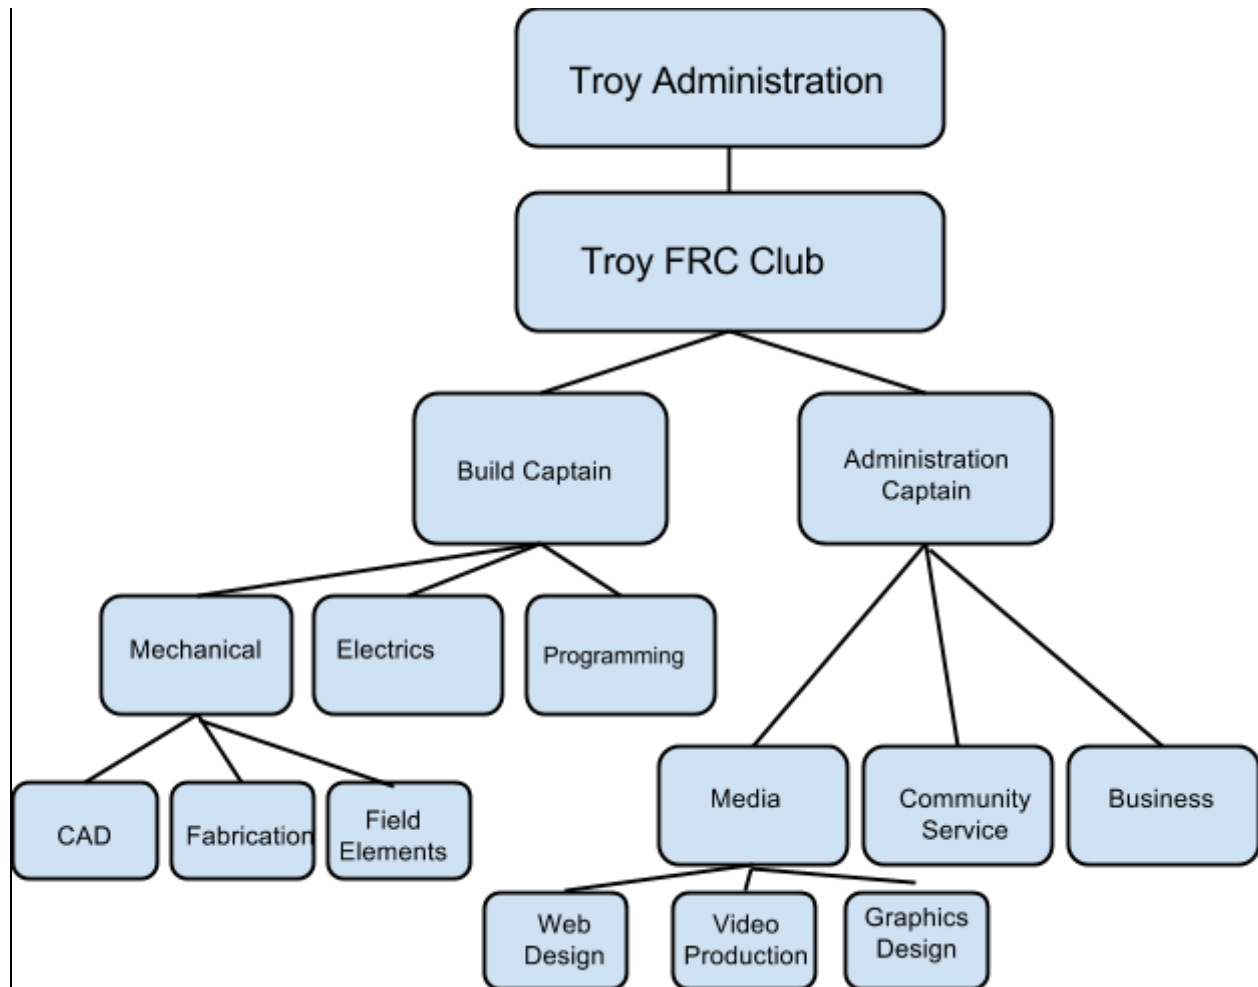 Troy Administration
Troy FRC Club
Build Captain
Administration
Captain
Mechanical
Electrics
Programming
CAD
Fabrication
Field
Elements
Media
Community
Service
Business
Web
Design
Video
Production
Graphics
Design